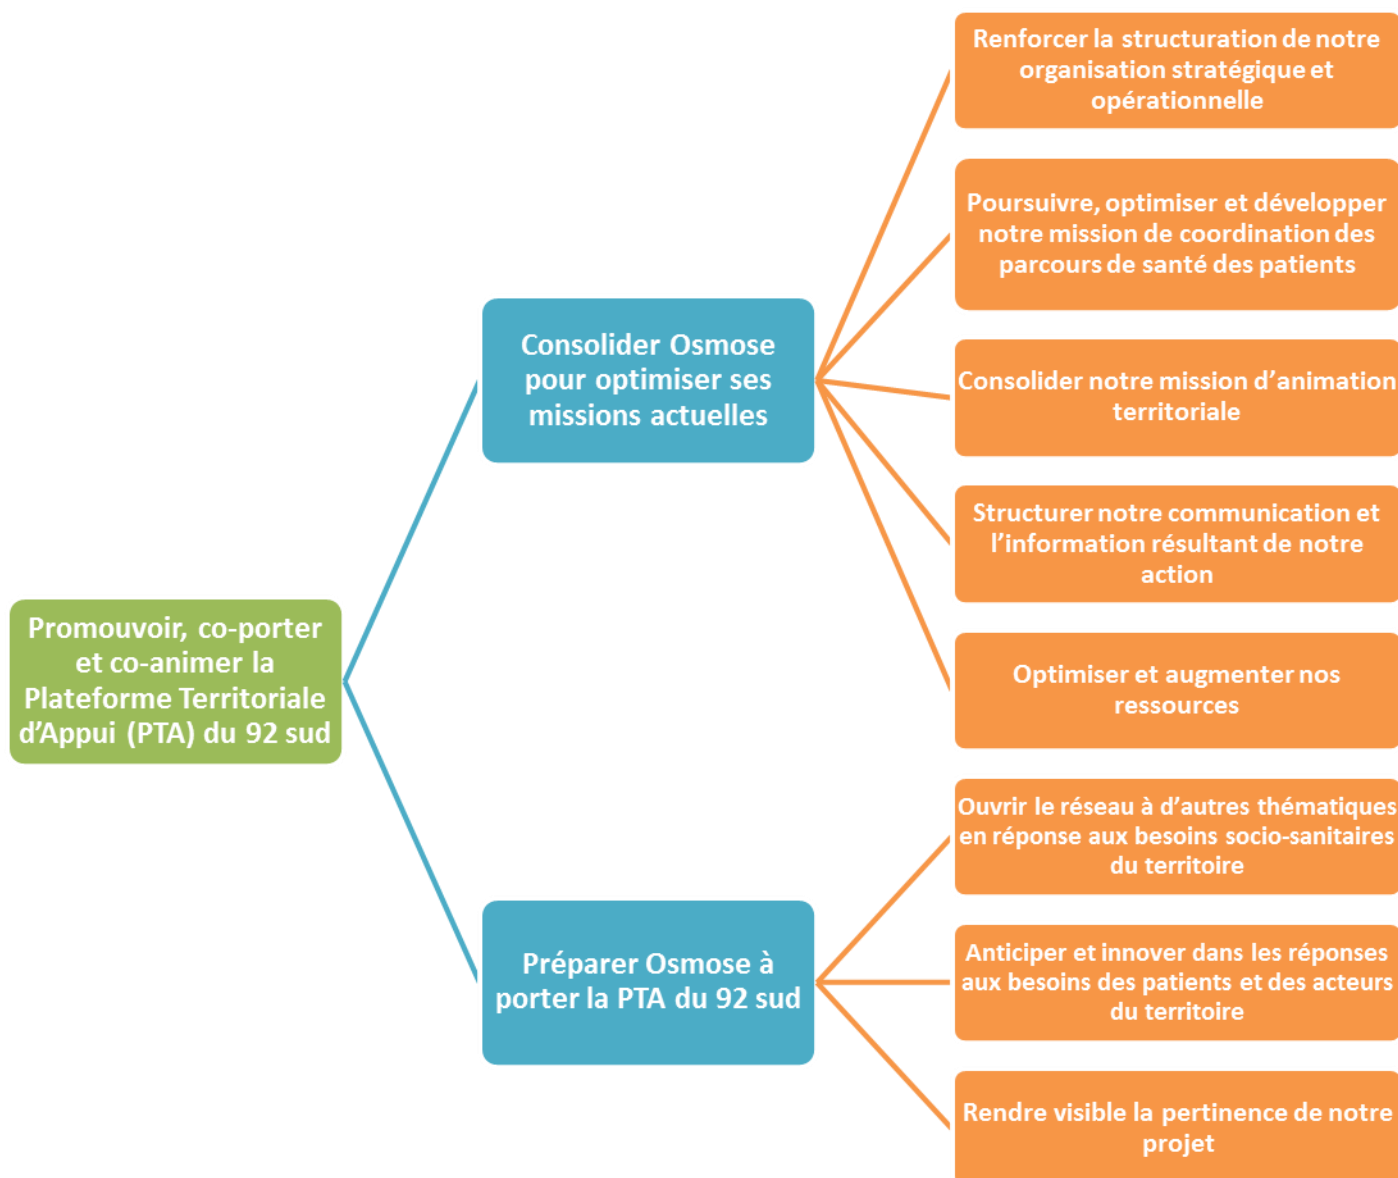 Promouvoir, co-porter
et co-animer la
Plateforme Territoriale
d'Appui (PTA) du 92 sud
Consolider Osmose
pour optimiser ses
missions actuelles
Renforcer la structuration de notre
organisation stratégique et
opérationnelle
Poursuivre, optimiser et développer
notre mission de coordination des
parcours de santé des patients
Consolider notre mission d'animation
territoriale
Structurer notre communication et
l'information résultant de notre
action
Optimiser et augmenter nos
ressources
Préparer Osmose à
porter la PTA du 92 sud
Ouvrir le réseau à d'autres thématiques
en réponse aux besoins socio-sanitaires
du territoire
Anticiper et innover dans les réponses
aux besoins des patients et des acteurs
du territoire
Rendre visible la pertinence de notre
projet